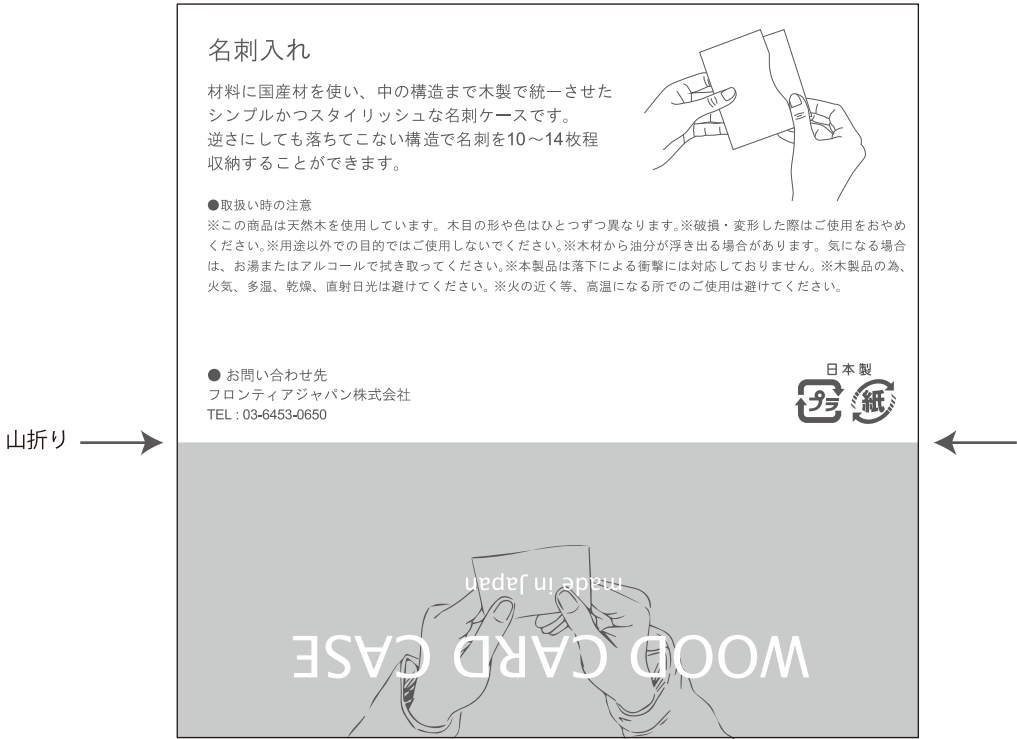 名刺入れ
材料に国産材を使い、中の構造まで木製で統一させた
シンプルかつスタイリッシュな名刺ケースです。
逆さにしても落ちてこない構造で名刺を10～14枚程
収納することができます。
●取扱い時の注意
※この商品は天然木を使用しています。木目の形や色はひとつずつ異なります。※破損・変形した際はご使用をおやめ
ください。※用途以外での目的ではご使用しないでください。※木材から油分が浮き出る場合があります。気になる場合
は、お湯またはアルコールで拭き取ってください。※本製品は落下による衝撃には対応しておりません。※木製品の為、
火気、多湿、乾燥、直射日光は避けてください。※火の近く等、高温になる所でのご使用は避けてください。
● お問い合わせ先
フロンティアジャパン株式会社
TEL : 03-6453-0650
日本製
プラ 紙
山折り
WOOD CARD CASE
made in Japan